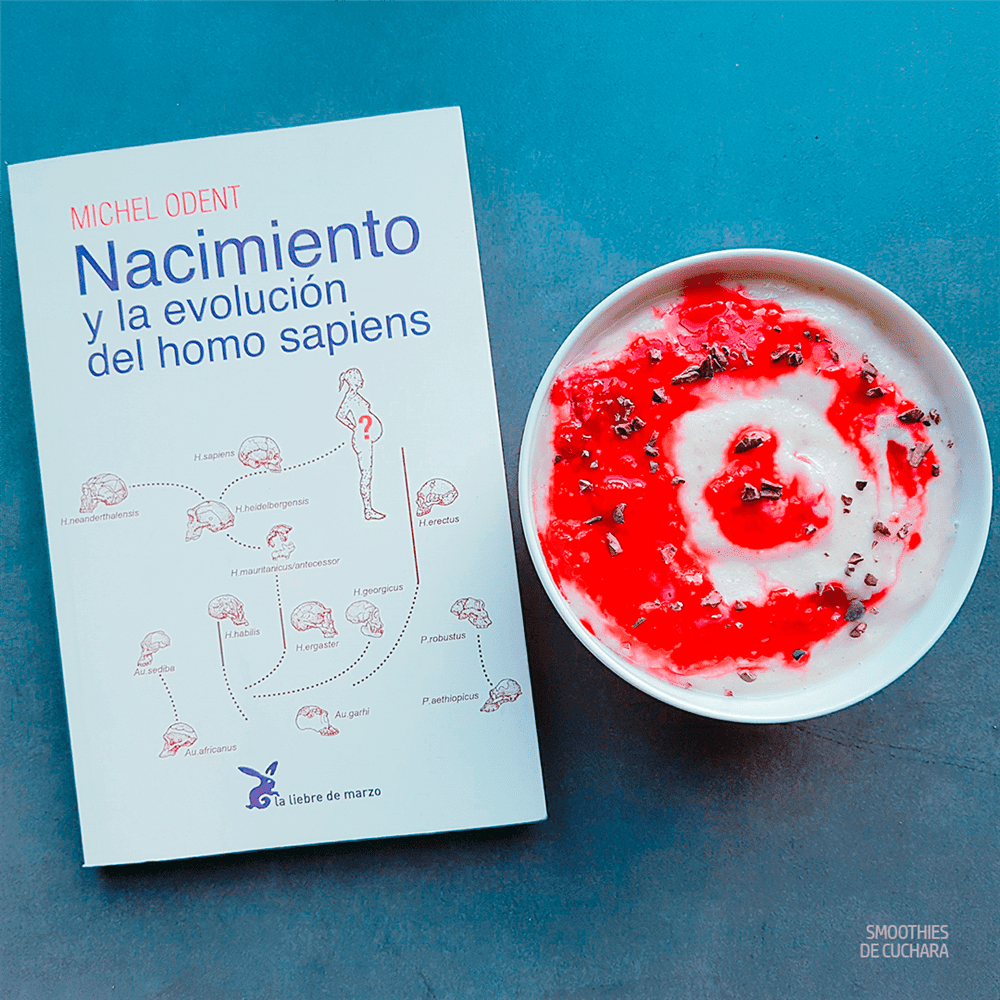 MICHEL ODENT
Nacimiento
y la evolución
del homo sapiens
?
H.sapiens
H.neanderthalensis
H.heidelbergensis
H.erectus
H.mauritanicus/antecessor
H.georgicus
H.habilis
H.ergaster
P.robustus
Au.sediba
P.aethiopicus
Au.garhi
Au.africanus
la liebre de marzo
SMOOTHIES
DE CUCHARA